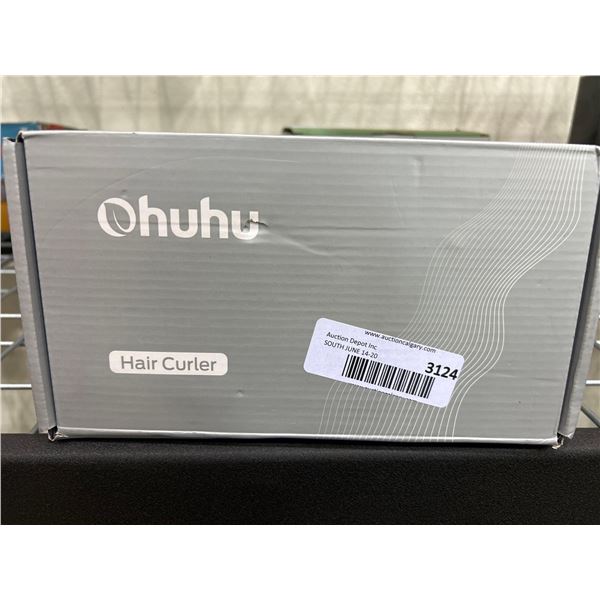 Ohuhu
Hair Curler
www.auctioncalgary.com
Auction Depot Inc
SOUTH JUNE 14-20
3124